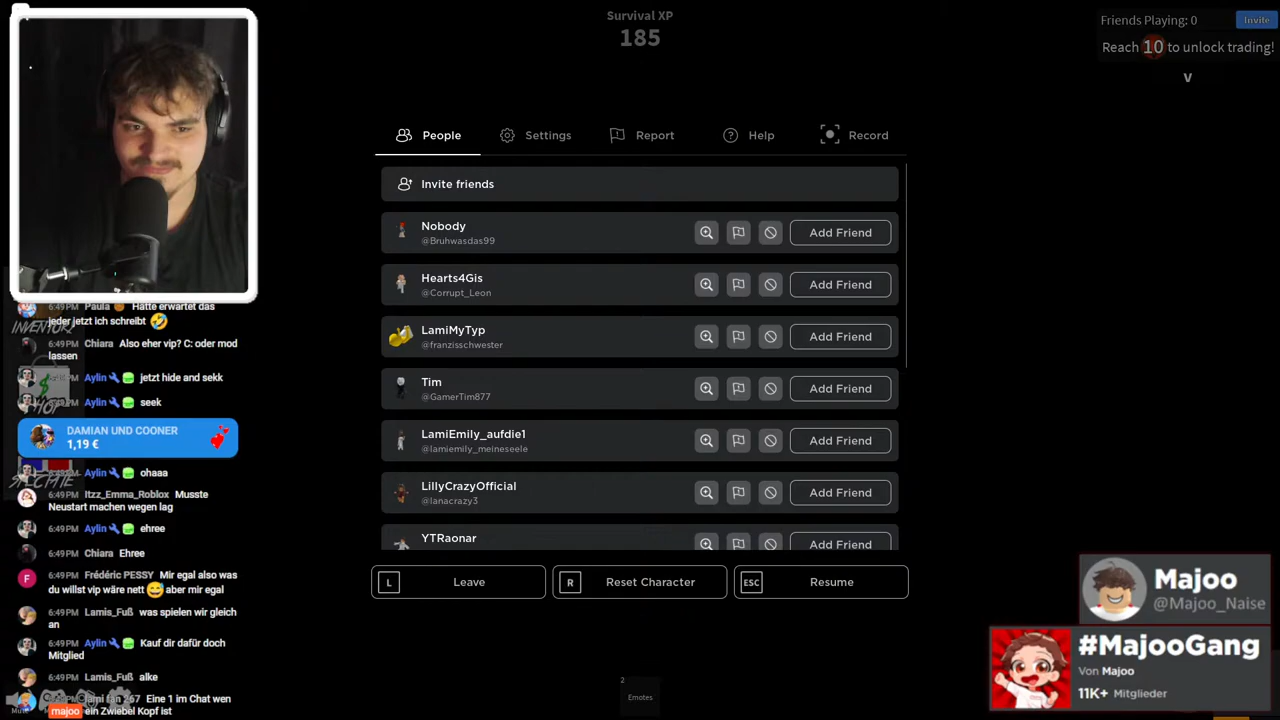 Survival XP
185
Friends Playing: 0
Invite
Reach 10 to unlock trading!
V
People
Settings
Report
Help
Record
Invite friends
Nobody
@Bruhwasdas99
Add Friend
Hearts4Gis
@Corrupt_Leon
Add Friend
LamiMyTyp
@franzisschwester
Add Friend
Tim
@GamerTim877
Add Friend
LamiEmily_aufdie1
@lamiemily_meineseele
Add Friend
LillyCrazyOfficial
@lanacrazy3
Add Friend
YTRaonar
Add Friend
L
Leave
R
Reset Character
ESC
Resume
6:49PM Paula Hätte erwartet das
jeder jetzt ich schreibt
6:49PM Chiara Also eher vip? C: oder mod
lassen
Aylin jetzt hide and sekk
Aylin seek
DAMIAN UND COONER
1,19 €
6:49PM Aylin ohaaa
6:49PM Itzz_Emma_Roblox Musste
Neustart machen wegen lag
6:49PM Aylin ehree
6:49PM Chiara Ehree
6:49PM Frédéric PESSY Mir egal also was
du willst vip wäre nett aber mir egal
6:49PM Lamis_Fuß was spielen wir gleich
an
6:49PM Aylin Kauf dir dafür doch
Mitglied
6:49PM Lamis_Fuß alke
Eine 1 im Chat wen
majoo ein Zwiebel Kopf ist
2
Emotes
Majoo
@Majoo_Naise
#MajooGang
Von Majoo
11K+ Mitglieder